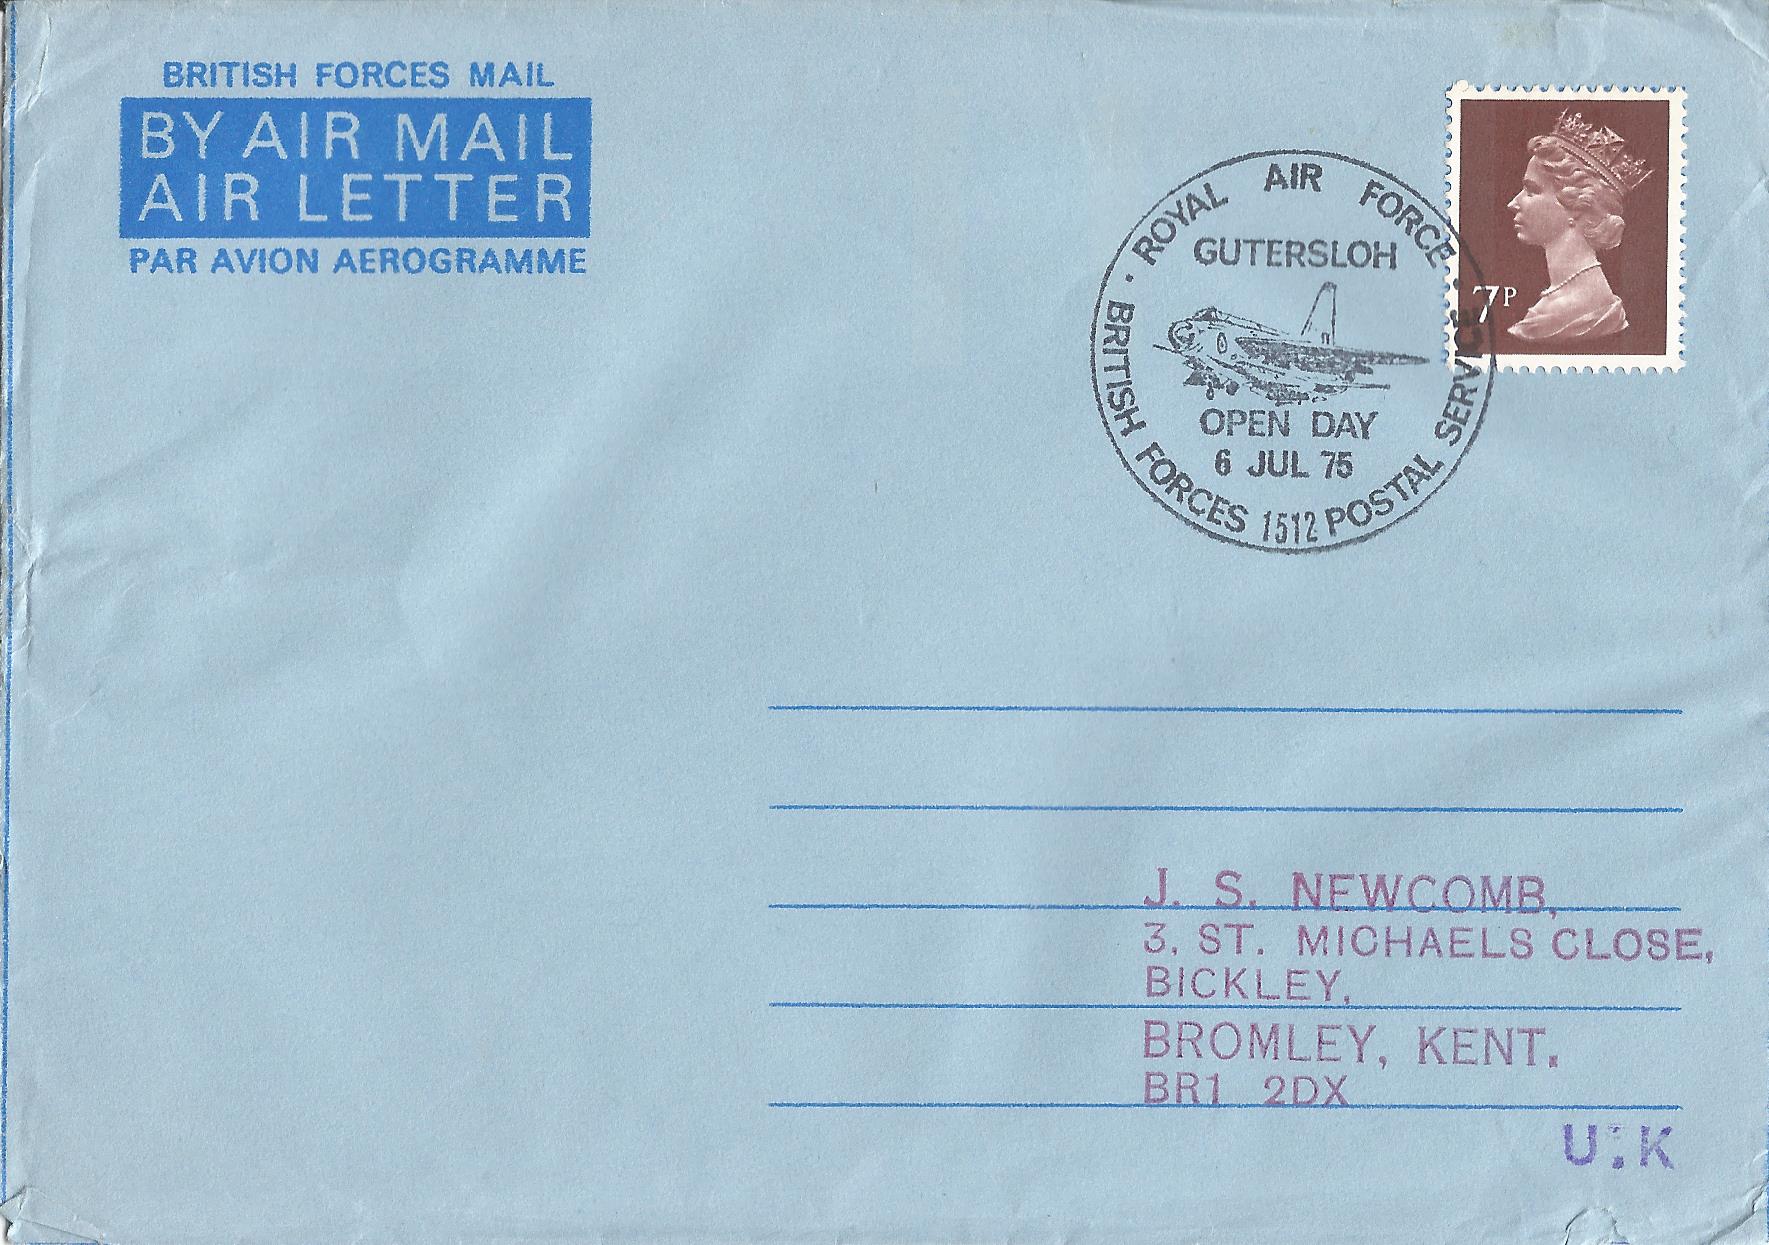 BRITISH FORCES MAIL
BY AIR MAIL
AIR LETTER
PAR AVION AEROGRAMME
· ROYAL AIR FORCE ·
GUTERSLOH
OPEN DAY
6 JUL 75
BRITISH FORCES 1512 POSTAL SERVICE
7P
J. S. NEWCOMB,
3, ST. MICHAELS CLOSE,
BICKLEY,
BROMLEY, KENT.
BR1 2DX
U.K